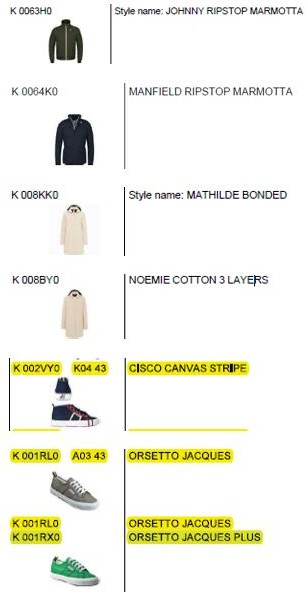 K 0063H0 Style name: JOHNNY RIPSTOP MARMOTTA
K 0064K0 MANFIELD RIPSTOP MARMOTTA
K 008KK0 Style name: MATHILDE BONDED
K 008BY0 NOEMIE COTTON 3 LAYERS
K 002VY0 K04 43 CISCO CANVAS STRIPE
K 001RL0 A03 43 ORSETTO JACQUES
K 001RL0 ORSETTO JACQUES
K 001RX0 ORSETTO JACQUES PLUS